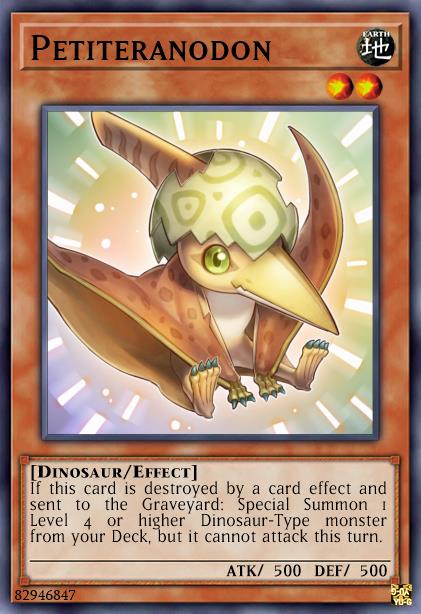 PETITERANODON
EARTH
地
[DINOSAUR/EFFECT]
If this card is destroyed by a card effect and
sent to the Graveyard: Special Summon 1
Level 4 or higher Dinosaur-Type monster
from your Deck, but it cannot attack this turn.
ATK/ 500 DEF/ 500
82946847